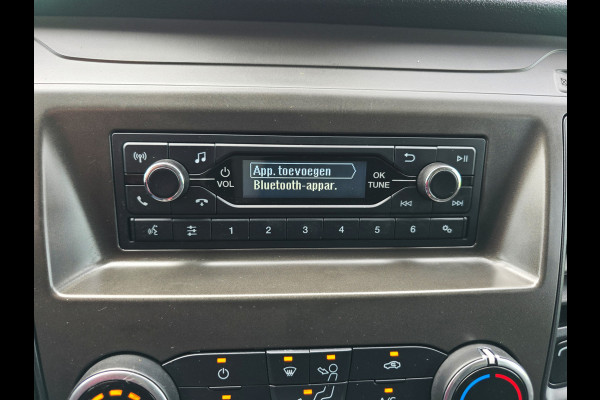 App. toevoegen
Bluetooth-appar.
VOL
OK
TUNE
1 2 3 4 5 6